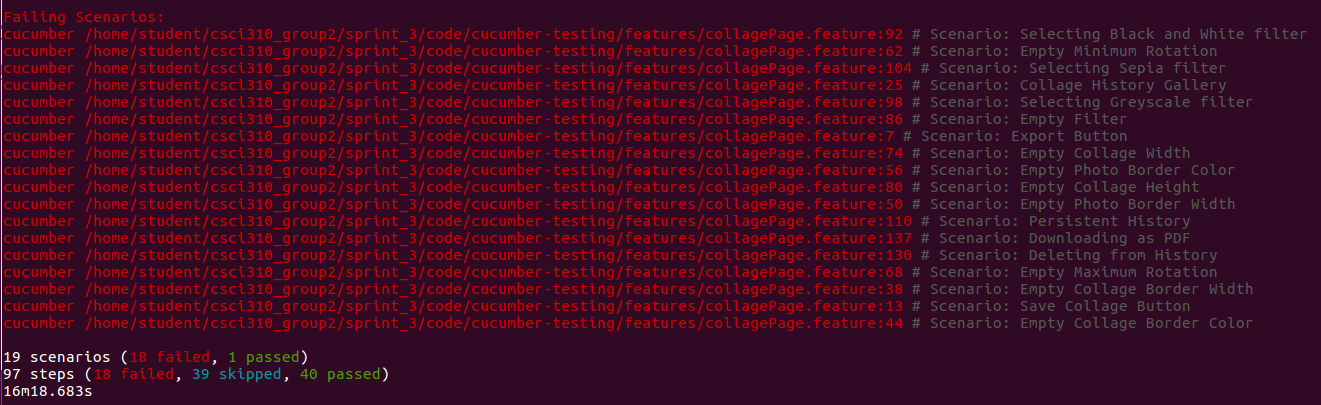 Failing Scenarios:
cucumber /home/student/csci310_group2/sprint_3/code/cucumber-testing/features/collagePage.feature:92 # Scenario: Selecting Black and White filter
cucumber /home/student/csci310_group2/sprint_3/code/cucumber-testing/features/collagePage.feature:62 # Scenario: Empty Minimum Rotation
cucumber /home/student/csci310_group2/sprint_3/code/cucumber-testing/features/collagePage.feature:104 # Scenario: Selecting Sepia filter
cucumber /home/student/csci310_group2/sprint_3/code/cucumber-testing/features/collagePage.feature:25 # Scenario: Collage History Gallery
cucumber /home/student/csci310_group2/sprint_3/code/cucumber-testing/features/collagePage.feature:98 # Scenario: Selecting Greyscale filter
cucumber /home/student/csci310_group2/sprint_3/code/cucumber-testing/features/collagePage.feature:86 # Scenario: Empty Filter
cucumber /home/student/csci310_group2/sprint_3/code/cucumber-testing/features/collagePage.feature:7 # Scenario: Export Button
cucumber /home/student/csci310_group2/sprint_3/code/cucumber-testing/features/collagePage.feature:74 # Scenario: Empty Collage Width
cucumber /home/student/csci310_group2/sprint_3/code/cucumber-testing/features/collagePage.feature:56 # Scenario: Empty Photo Border Color
cucumber /home/student/csci310_group2/sprint_3/code/cucumber-testing/features/collagePage.feature:80 # Scenario: Empty Collage Height
cucumber /home/student/csci310_group2/sprint_3/code/cucumber-testing/features/collagePage.feature:50 # Scenario: Empty Photo Border Width
cucumber /home/student/csci310_group2/sprint_3/code/cucumber-testing/features/collagePage.feature:110 # Scenario: Persistent History
cucumber /home/student/csci310_group2/sprint_3/code/cucumber-testing/features/collagePage.feature:137 # Scenario: Downloading as PDF
cucumber /home/student/csci310_group2/sprint_3/code/cucumber-testing/features/collagePage.feature:130 # Scenario: Deleting from History
cucumber /home/student/csci310_group2/sprint_3/code/cucumber-testing/features/collagePage.feature:68 # Scenario: Empty Maximum Rotation
cucumber /home/student/csci310_group2/sprint_3/code/cucumber-testing/features/collagePage.feature:38 # Scenario: Empty Collage Border Width
cucumber /home/student/csci310_group2/sprint_3/code/cucumber-testing/features/collagePage.feature:13 # Scenario: Save Collage Button
cucumber /home/student/csci310_group2/sprint_3/code/cucumber-testing/features/collagePage.feature:44 # Scenario: Empty Collage Border Color
19 scenarios (18 failed, 1 passed)
97 steps (18 failed, 39 skipped, 40 passed)
16m18.683s